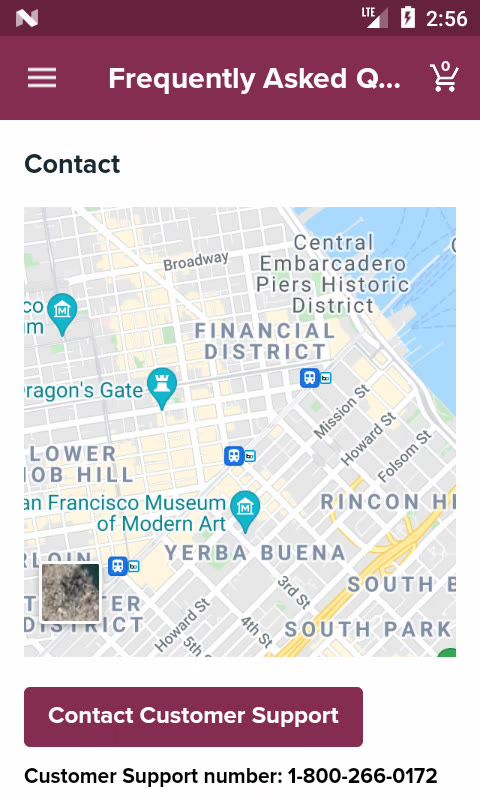 LTE 2:56
Frequently Asked Q...
0
Contact
Central
Embarcadero
Piers Historic
District
Broadway
co
m
FINANCIAL
DISTRICT
ragon's Gate
Mission St
Howard St
Folsom St
LOWER
OB HILL
an Francisco Museum
of Modern Art
RINCON HI
YERBA BUENA
RLOIN
3rd St
SOUTH B
T ER
DISTRICT
Howard St
4th St
5th
SOUTH PARK
Contact Customer Support
Customer Support number: 1-800-266-0172